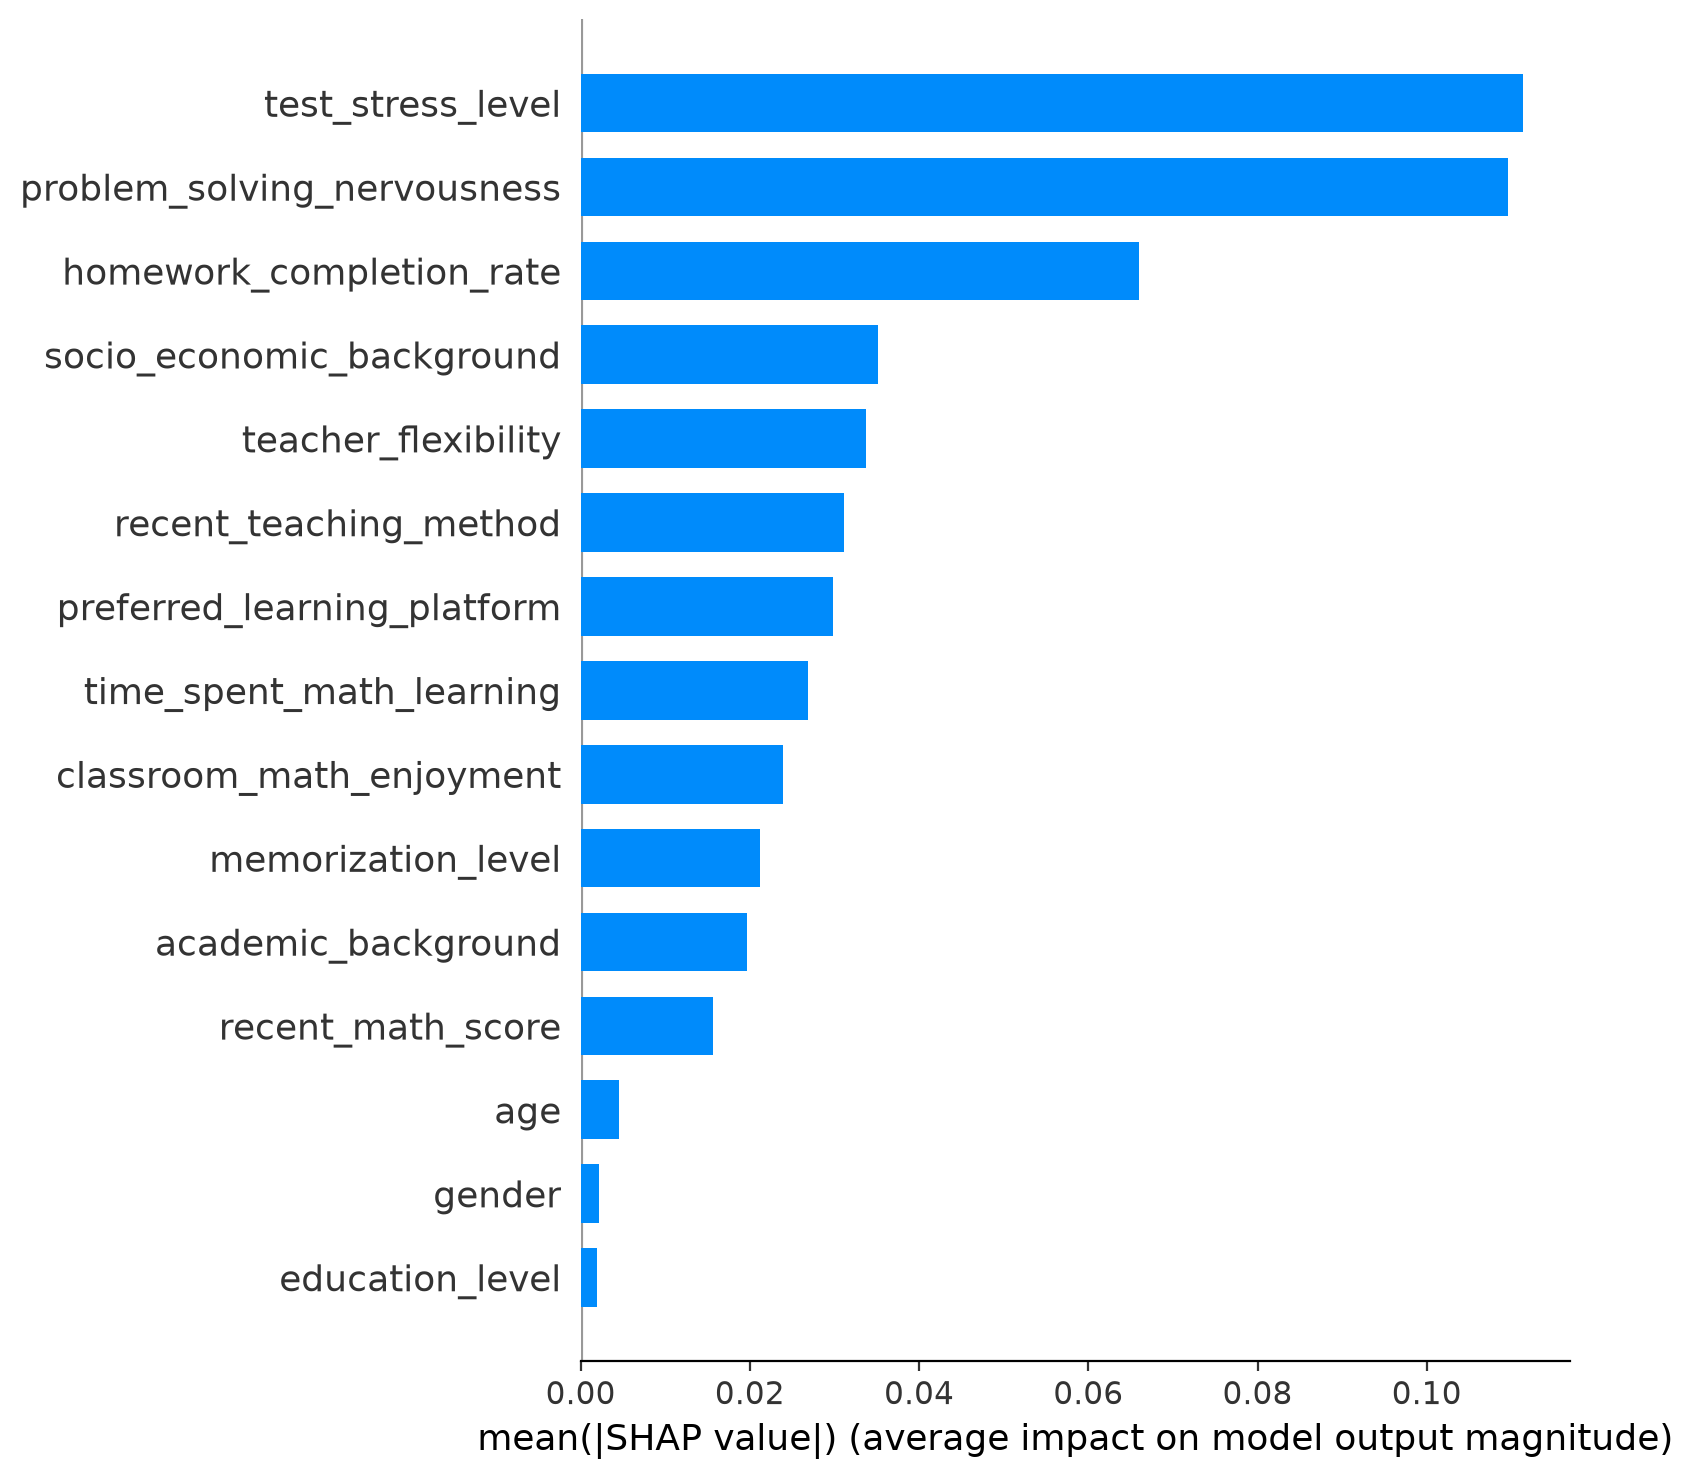 test_stress_level
problem_solving_nervousness
homework_completion_rate
socio_economic_background
teacher_flexibility
recent_teaching_method
preferred_learning_platform
time_spent_math_learning
classroom_math_enjoyment
memorization_level
academic_background
recent_math_score
age
gender
education_level
0.00 0.02 0.04 0.06 0.08 0.10
mean(|SHAP value|) (average impact on model output magnitude)